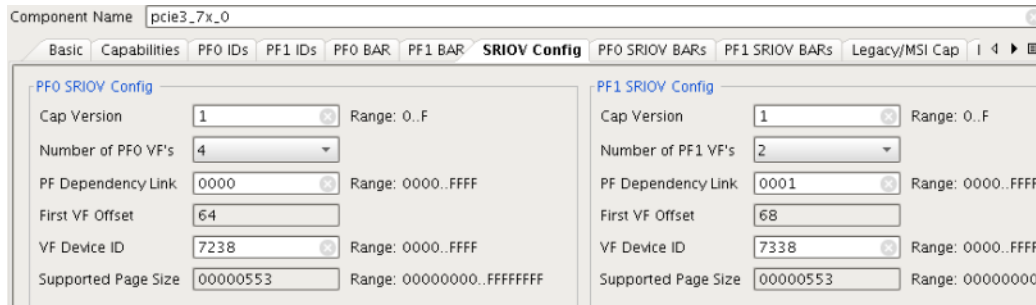 Component Name pcie3_7x_0
Basic Capabilities PF0 IDs PF1 IDs PF0 BAR PF1 BAR SRIOV Config PF0 SRIOV BARs PF1 SRIOV BARs Legacy/MSI Cap
PF0 SRIOV Config
Cap Version 1 Range: 0..F
Number of PF0 VF's 4
PF Dependency Link 0000 Range: 0000..FFFF
First VF Offset 64
VF Device ID 7238 Range: 0000..FFFF
Supported Page Size 00000553 Range: 00000000..FFFFFFFF
PF1 SRIOV Config
Cap Version 1 Range: 0..F
Number of PF1 VF's 2
PF Dependency Link 0001 Range: 0000..FFFF
First VF Offset 68
VF Device ID 7338 Range: 0000..FFFF
Supported Page Size 00000553 Range: 00000000